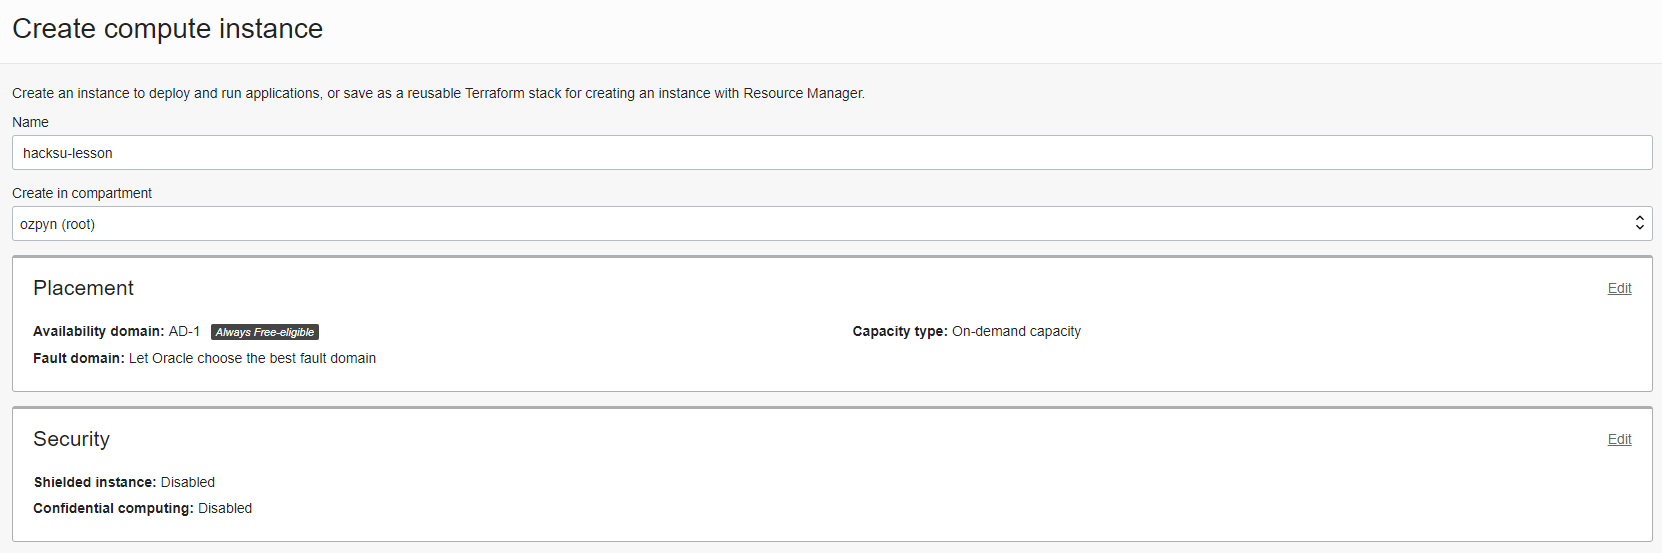 Create compute instance
Create an instance to deploy and run applications, or save as a reusable Terraform stack for creating an instance with Resource Manager.
Name
hacksu-lesson
Create in compartment
ozpyn (root)
Placement
Edit
Availability domain: AD-1 Always Free-eligible
Capacity type: On-demand capacity
Fault domain: Let Oracle choose the best fault domain
Security
Edit
Shielded instance: Disabled
Confidential computing: Disabled